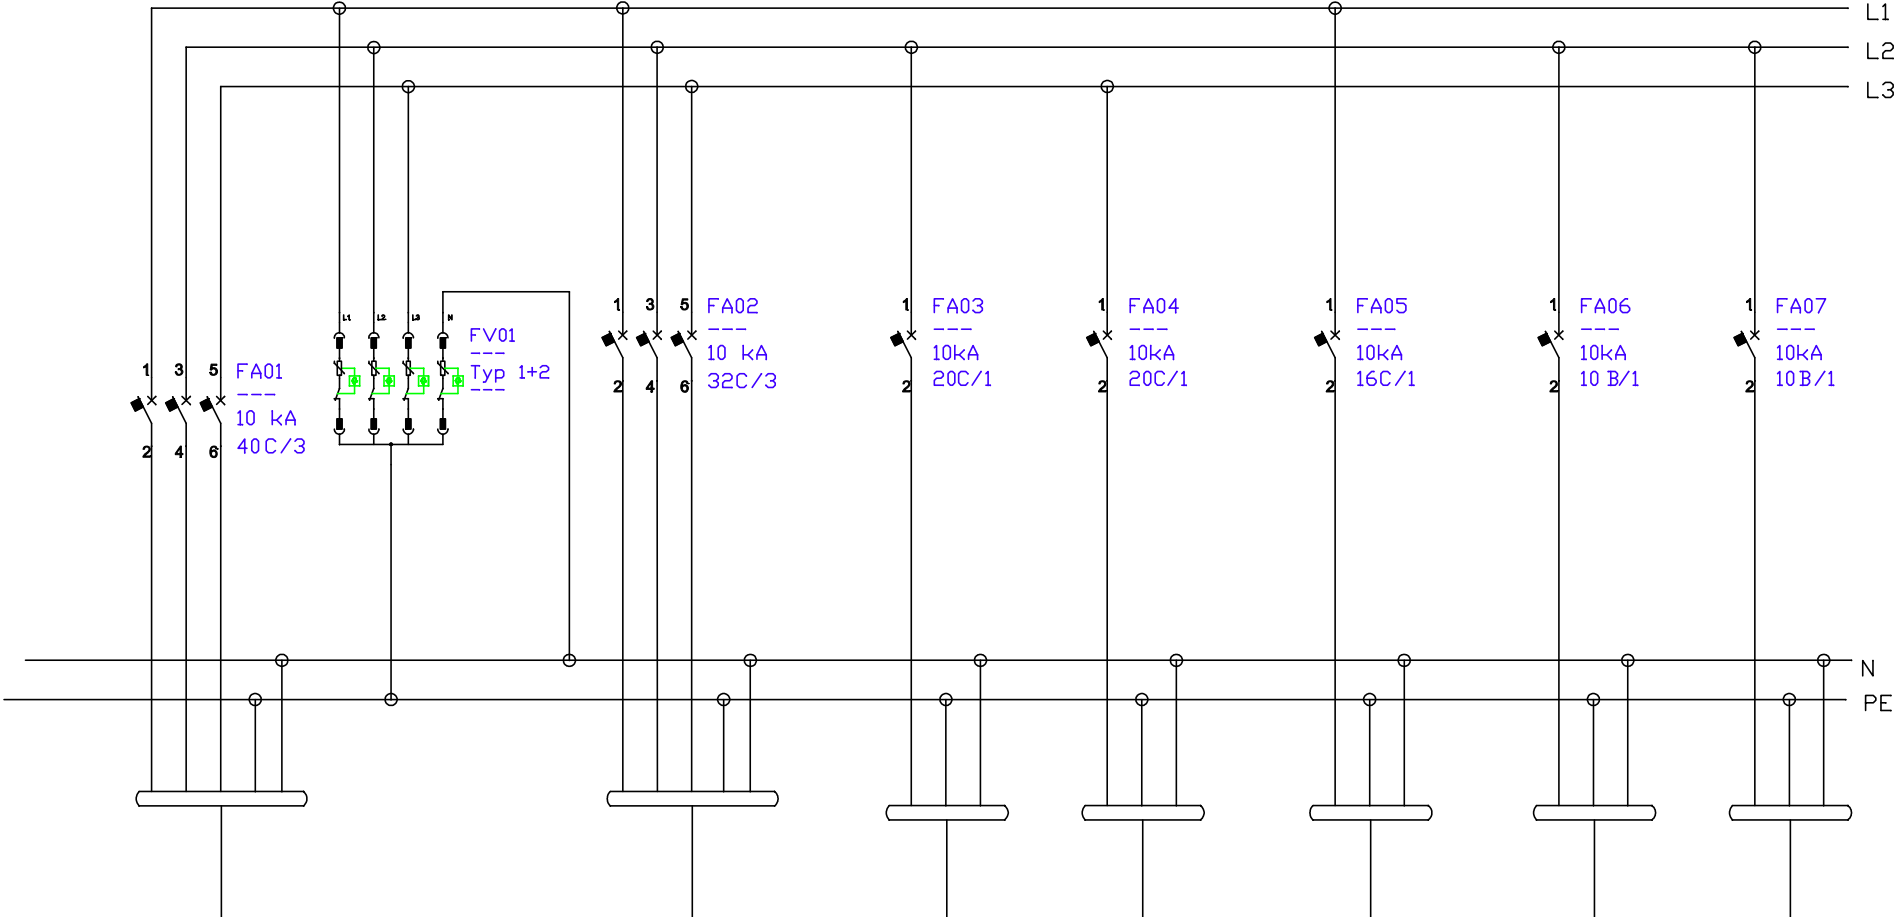 L1
L2
L3
1 3 5 FA01
---
10 kA
40C/3
2 4 6
L1 L2 L3 N
FV01
---
Typ 1+2
---
1 3 5 FA02
---
10 kA
32C/3
2 4 6
1 FA03
---
10kA
20C/1
2
1 FA04
---
10kA
20C/1
2
1 FA05
---
10kA
16C/1
2
1 FA06
---
10kA
10B/1
2
1 FA07
---
10kA
10B/1
2
N
PE